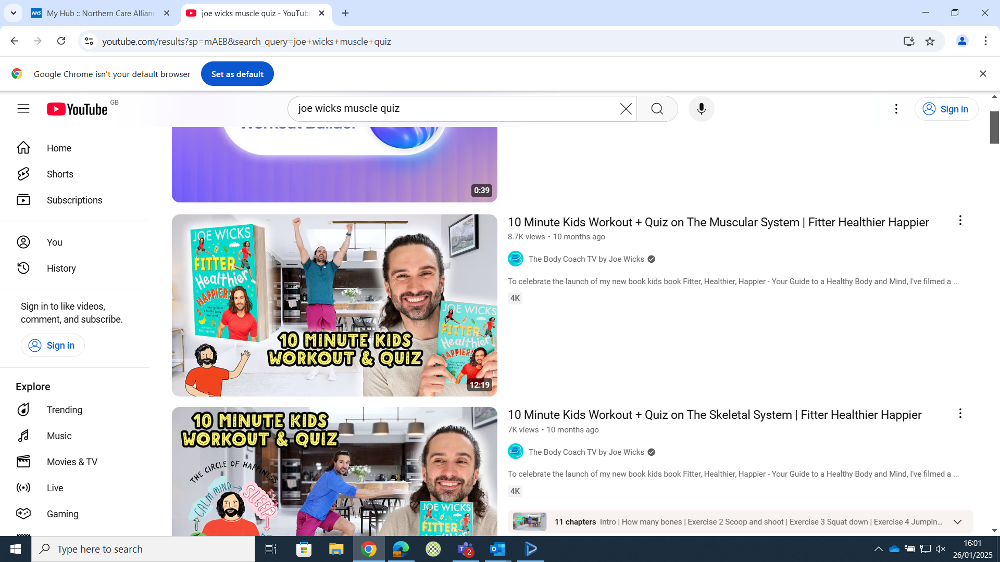 My Hub :: Northern Care Allianc
joe wicks muscle quiz - YouTube
youtube.com/results?sp=mAEB&search_query=joe+wicks+muscle+quiz
Google Chrome isn't your default browser
Set as default
YouTube GB
joe wicks muscle quiz
Sign in
Home
Shorts
Subscriptions
You
History
Sign in to like videos,
comment, and subscribe.
Sign in
Explore
Trending
Music
Movies & TV
Live
Gaming
Workout Builder
0:39
JOE WICKS
FITTER
Healthier
HAPPIER!
Your guide to
a healthy body
and mind
JOE WICKS
FITTER
Healthier
HAPPIER!
10 MINUTE KIDS
WORKOUT & QUIZ
12:19
10 Minute Kids Workout + Quiz on The Muscular System | Fitter Healthier Happier
8.7K views • 10 months ago
The Body Coach TV by Joe Wicks
To celebrate the launch of my new book kids book Fitter, Healthier, Happier - Your Guide to a Healthy Body and Mind, I've filmed a ...
4K
10 MINUTE KIDS
WORKOUT & QUIZ
THE CIRCLE OF HAPPINESS
CALM MIND
SLEEP
JOE WICKS
FITTER
10 Minute Kids Workout + Quiz on The Skeletal System | Fitter Healthier Happier
7K views • 10 months ago
The Body Coach TV by Joe Wicks
To celebrate the launch of my new book kids book Fitter, Healthier, Happier - Your Guide to a Healthy Body and Mind, I've filmed a ...
4K
11 chapters Intro | How many bones | Exercise 2 Scoop and shoot | Exercise 3 Squat down | Exercise 4 Jumpin...
Type here to search
2
16:01
26/01/2025